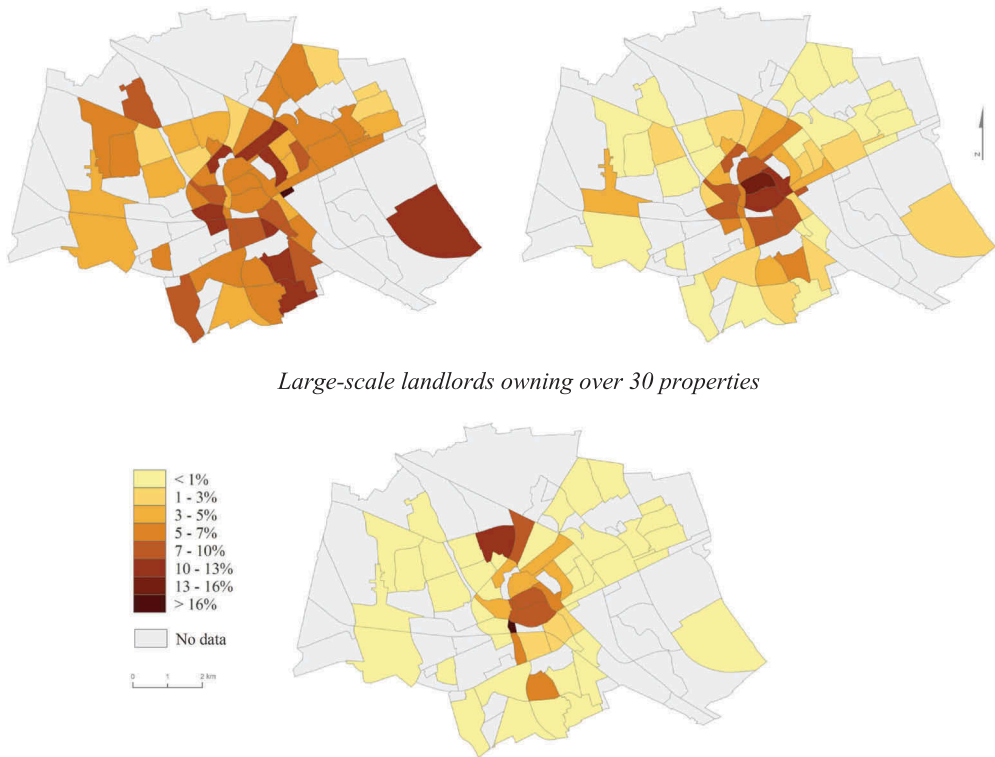 N
Large-scale landlords owning over 30 properties
< 1%
1 - 3%
3 - 5%
5 - 7%
7 - 10%
10 - 13%
13 - 16%
> 16%
No data
0 1 2 km